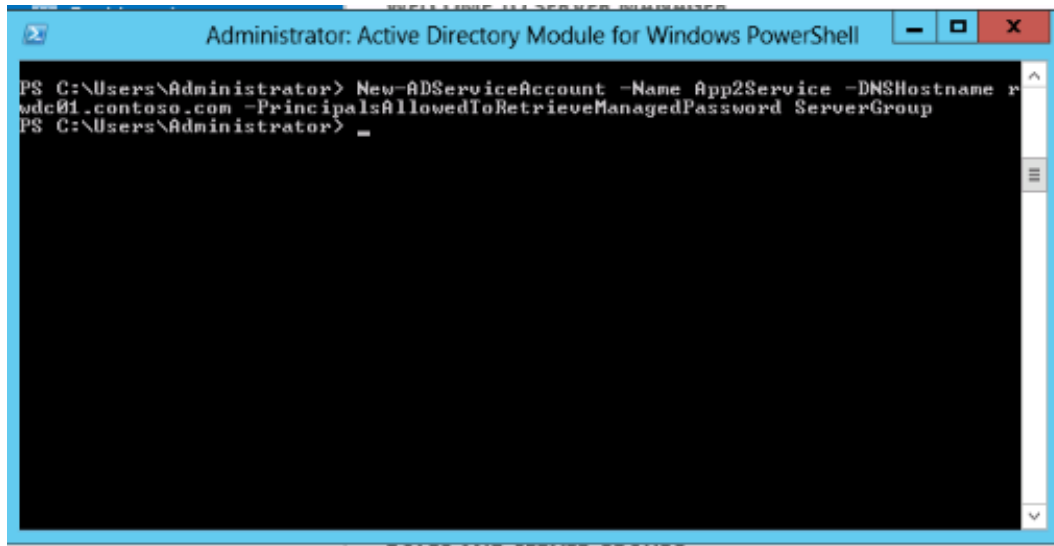 Administrator: Active Directory Module for Windows PowerShell
PS C:\Users\Administrator> New-ADServiceAccount -Name App2Service -DNSHostname r
wdc01.contoso.com -PrincipalsAllowedToRetrieveManagedPassword ServerGroup
PS C:\Users\Administrator> _